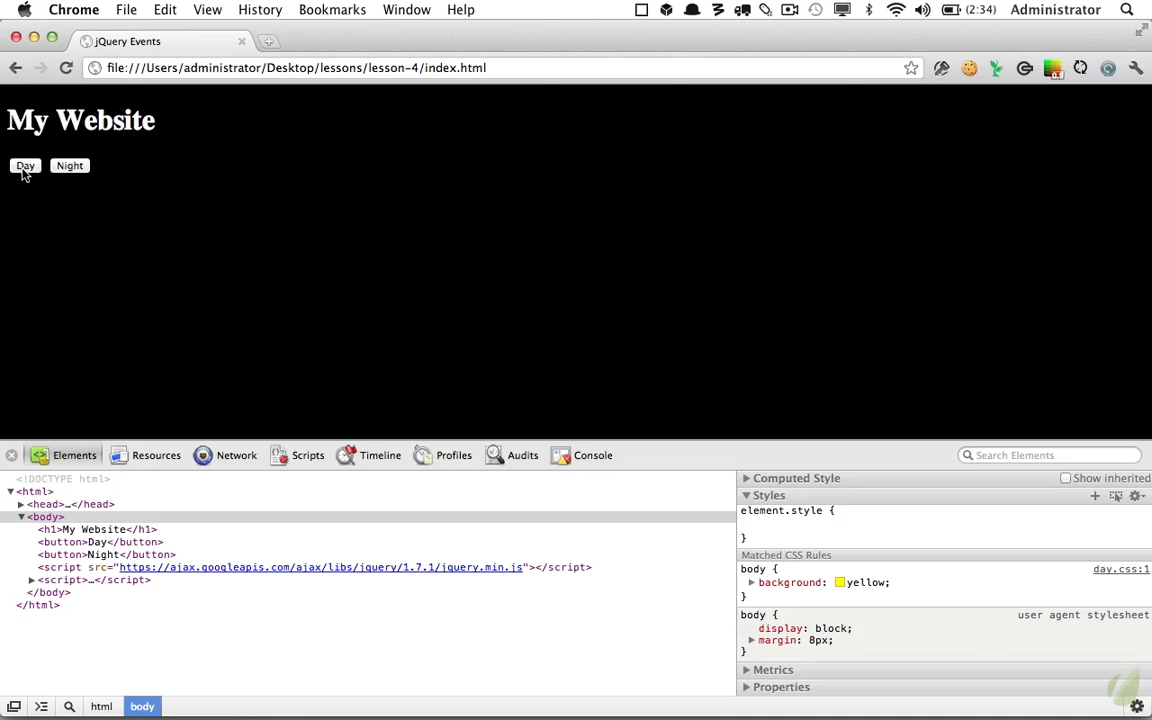 Chrome File Edit View History Bookmarks Window Help (2:34) Administrator
jQuery Events
file:///Users/administrator/Desktop/lessons/lesson-4/index.html
My Website
Day Night
Elements Resources Network Scripts Timeline Profiles Audits Console Search Elements
<!DOCTYPE html>
<html>
<head>…</head>
<body>
<h1>My Website</h1>
<button>Day</button>
<button>Night</button>
<script src="https://ajax.googleapis.com/ajax/libs/jquery/1.7.1/jquery.min.js"></script>
<script>…</script>
</body>
</html>
Computed Style Show inherited
Styles
element.style {
}
Matched CSS Rules
body { day.css:1
background: yellow;
}
body { user agent stylesheet
display: block;
margin: 8px;
}
Metrics
Properties
html body